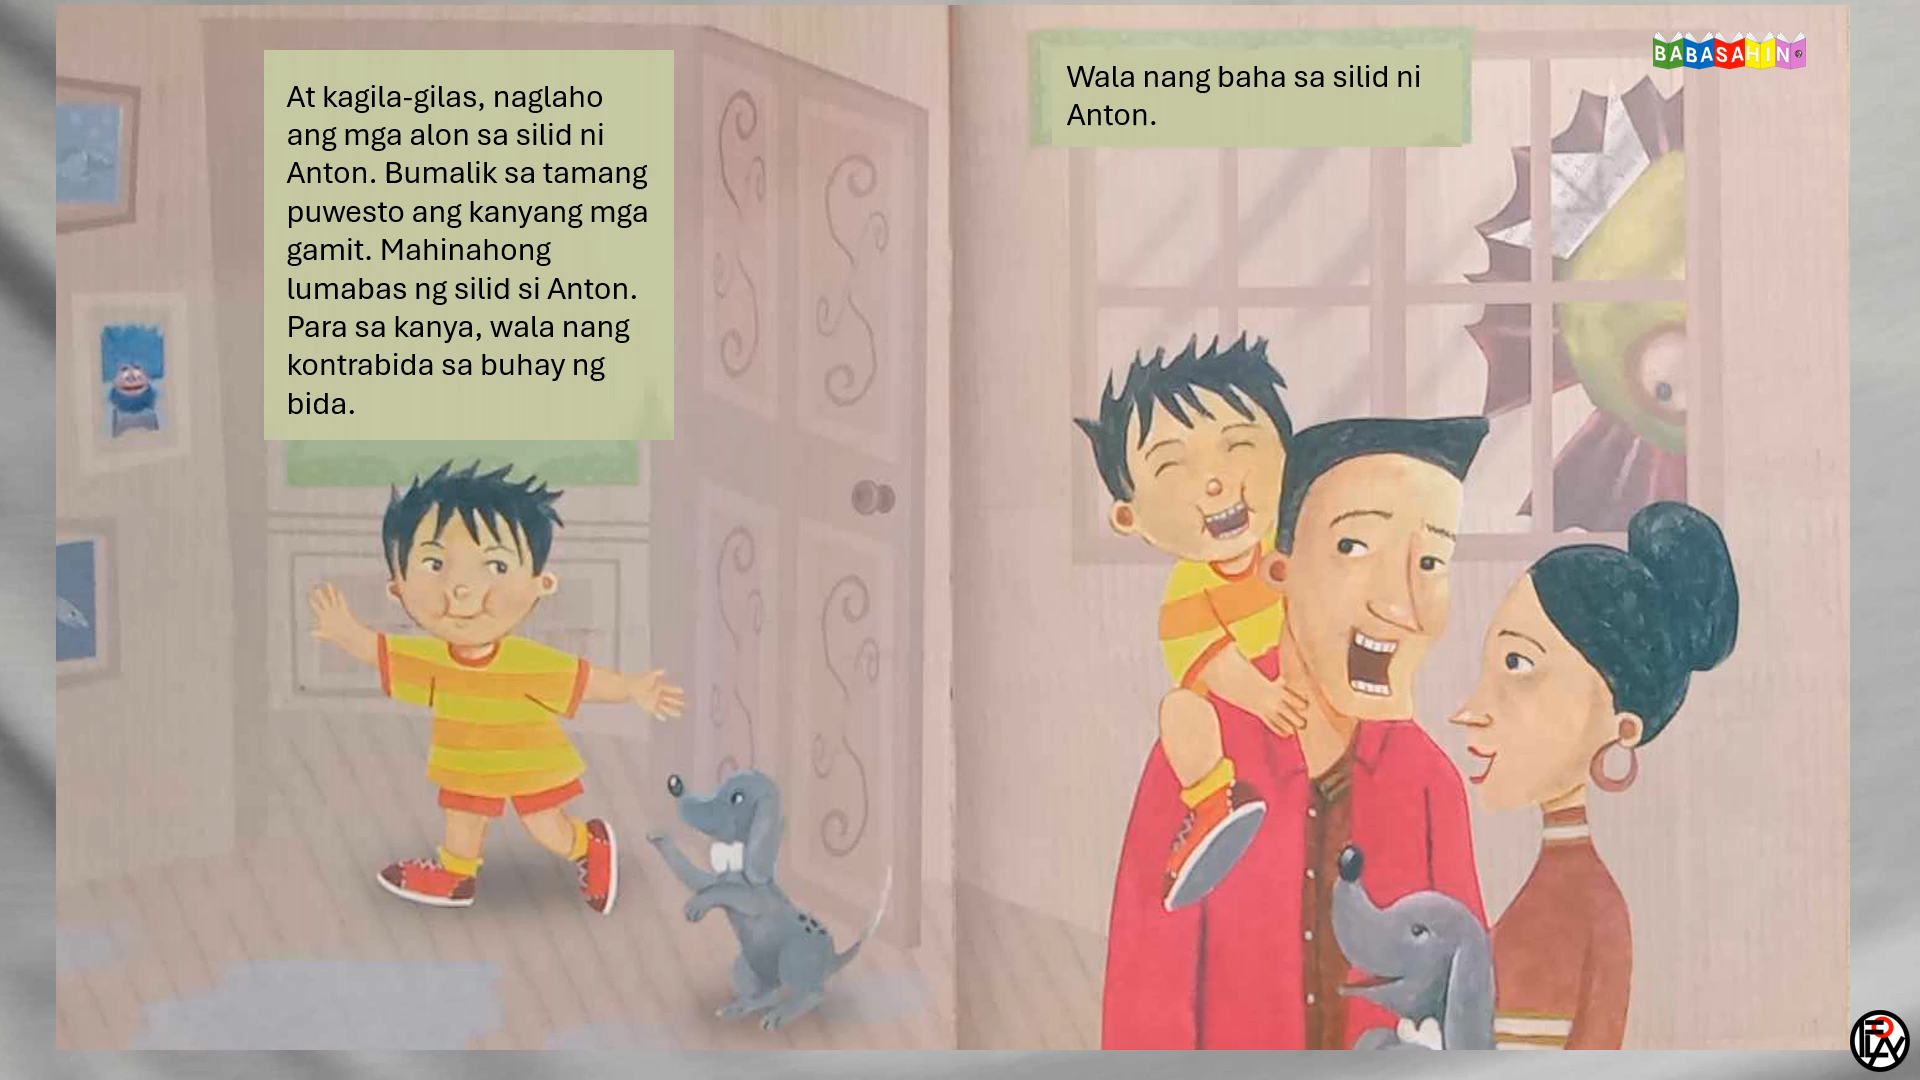 At kagila-gilas, naglaho
ang mga alon sa silid ni
Anton. Bumalik sa tamang
puwesto ang kanyang mga
gamit. Mahinahong
lumabas ng silid si Anton.
Para sa kanya, wala nang
kontrabida sa buhay ng
bida.
Wala nang baha sa silid ni
Anton.
BABASAHIN